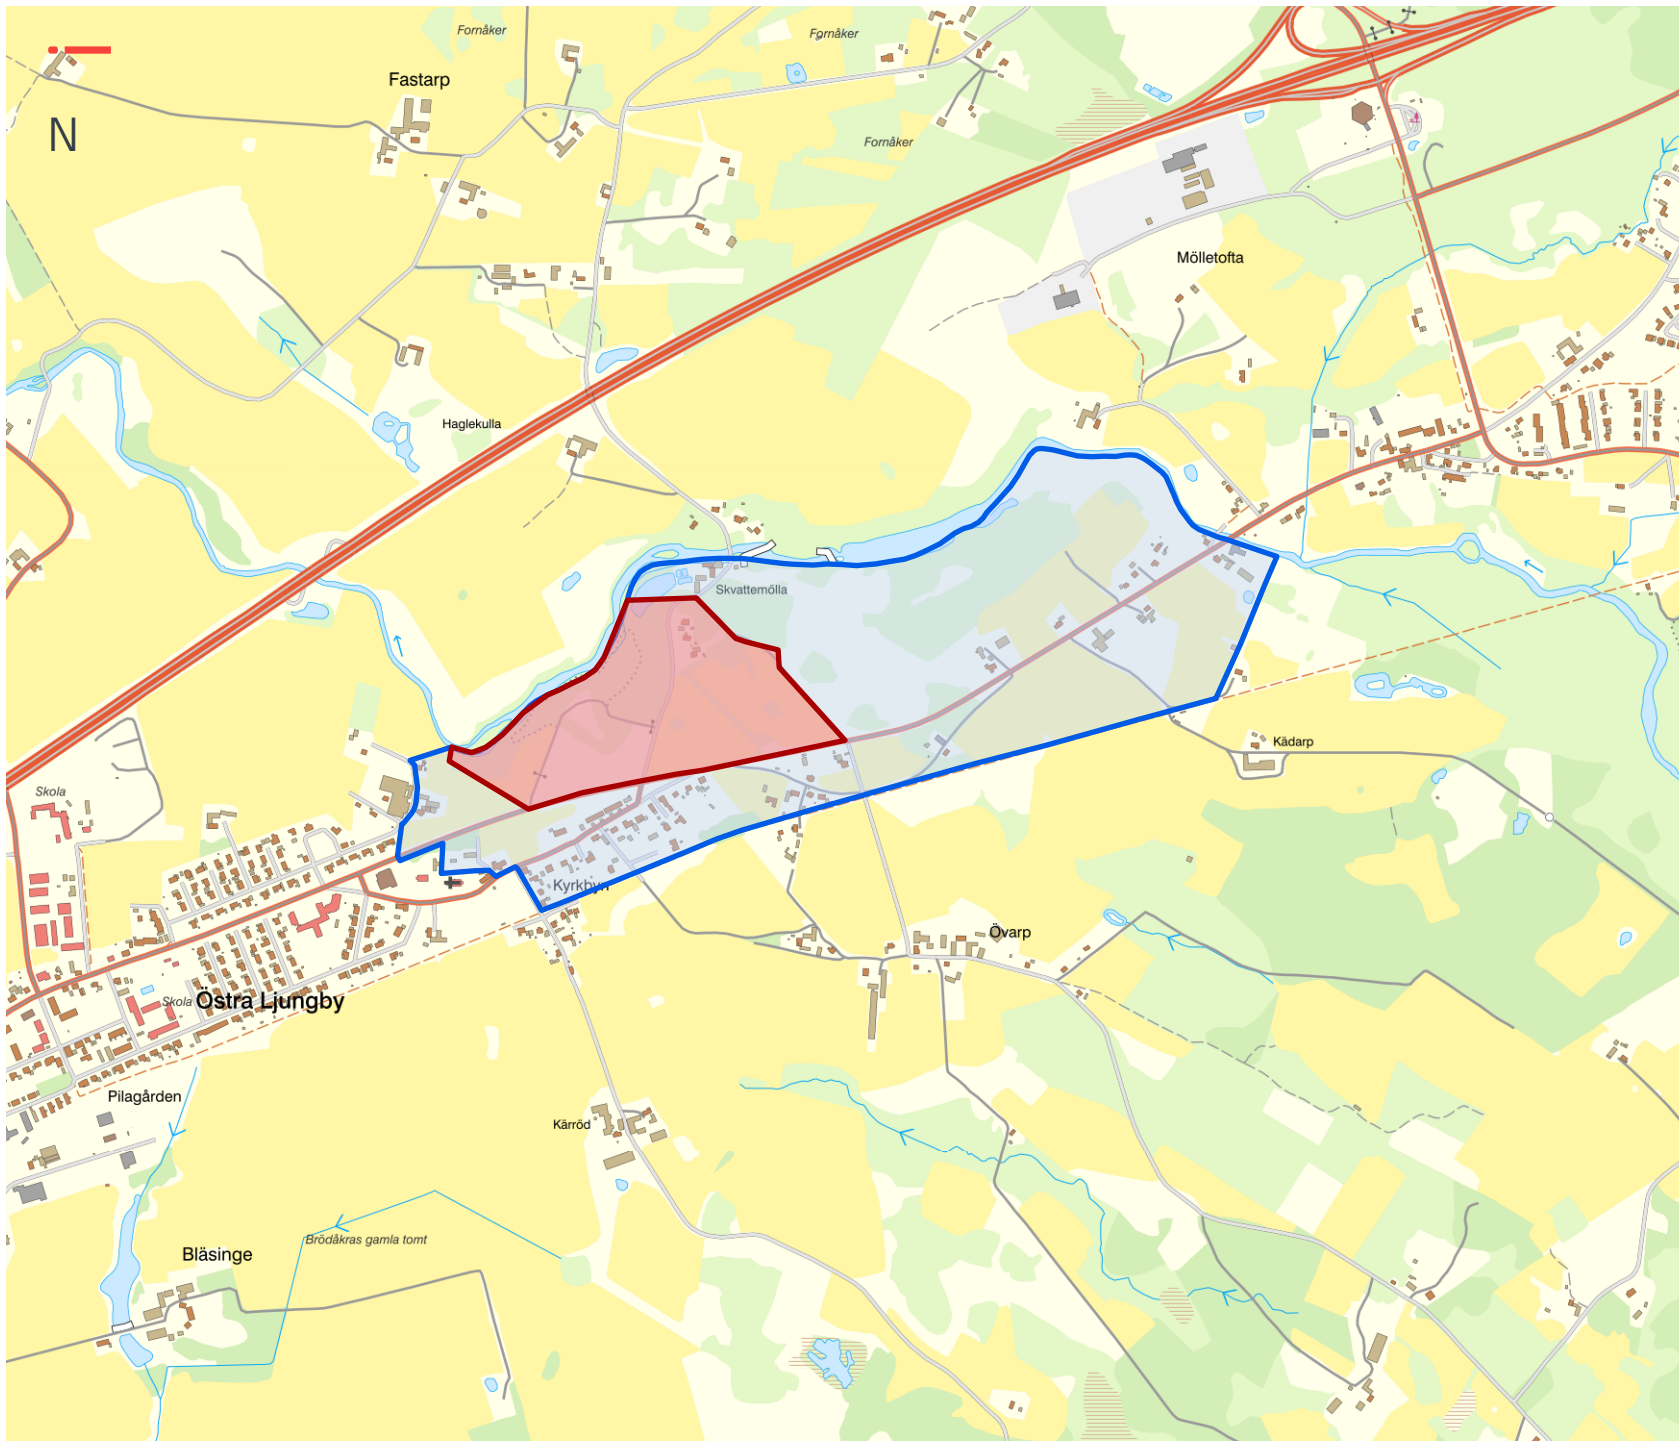 Fornåker
Fornåker
Fastarp
N
Fornåker
Mölletofta
Haglekulla
Skvattemölla
Kädarp
Skola
Kyrkbyn
Övarp
Skola
Östra Ljungby
Pilagården
Kärröd
Brödåkras gamla tomt
Bläsinge